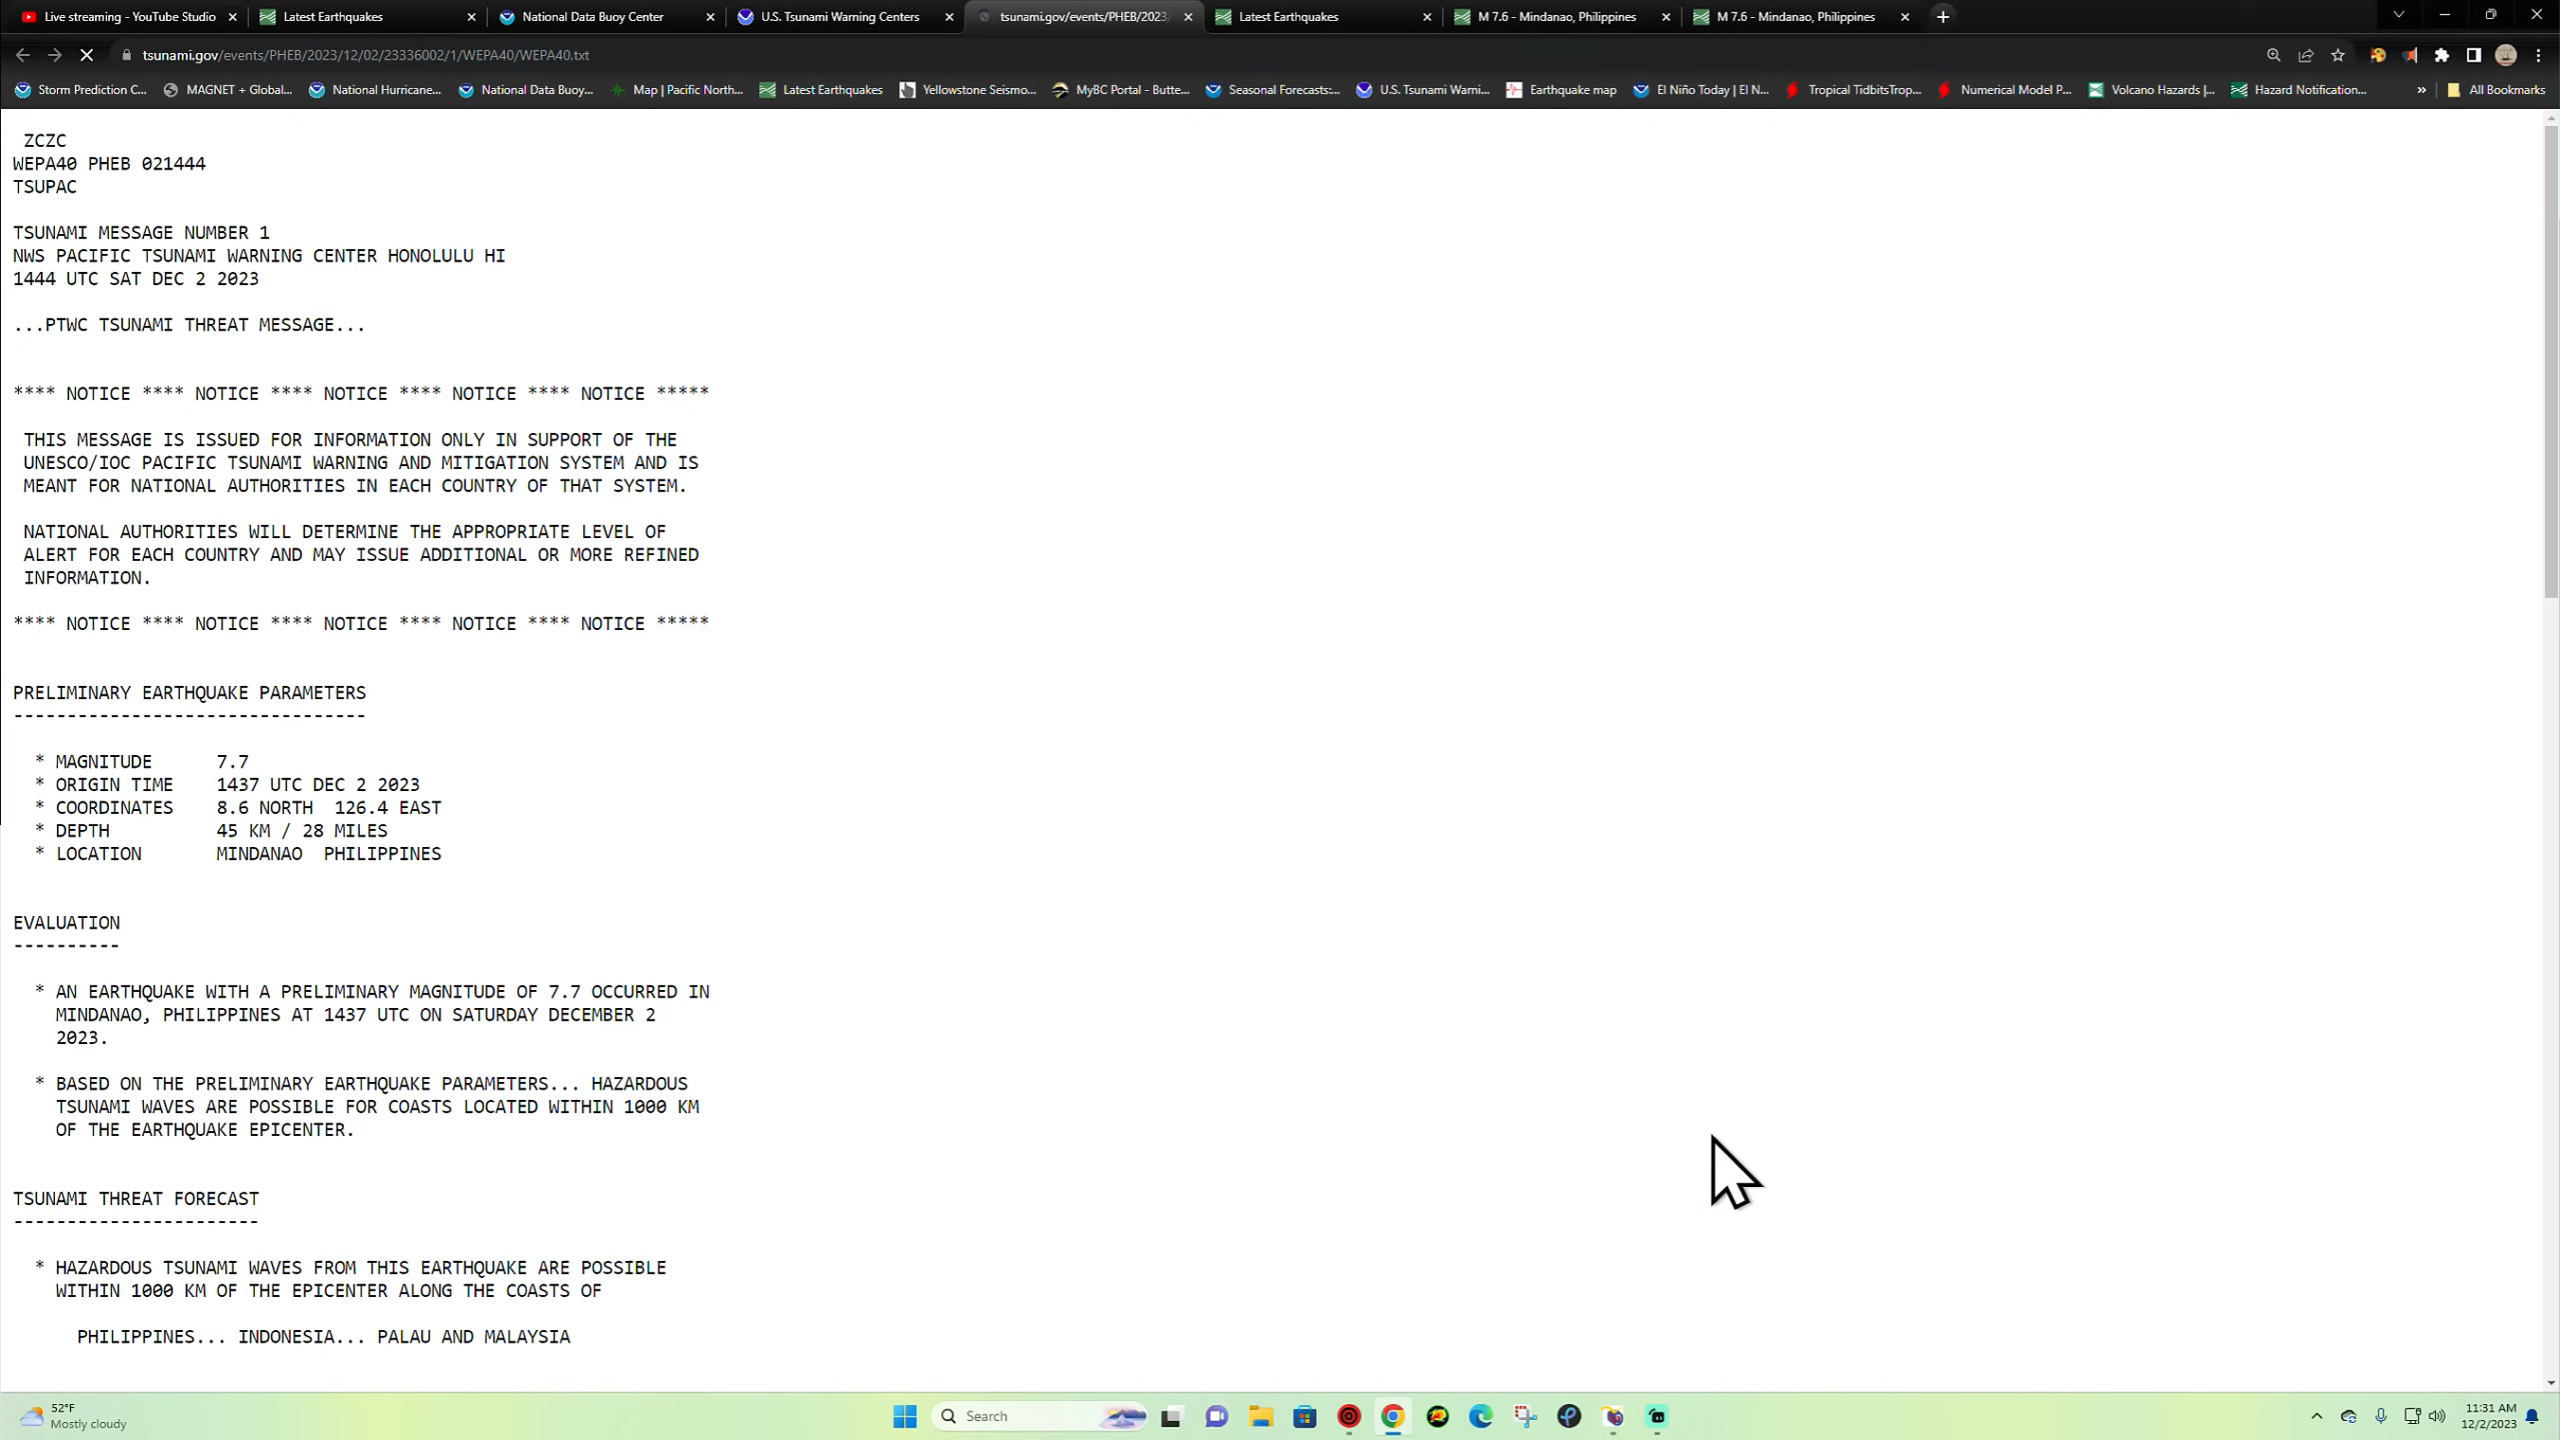 Live streaming - YouTube Studio
Latest Earthquakes
National Data Buoy Center
U.S. Tsunami Warning Centers
tsunami.gov/events/PHEB/2023
Latest Earthquakes
M 7.6 - Mindanao, Philippines
M 7.6 - Mindanao, Philippines
tsunami.gov/events/PHEB/2023/12/02/23336002/1/WEPA40/WEPA40.txt
Storm Prediction C...
MAGNET + Global...
National Hurricane...
National Data Buoy...
Map | Pacific North...
Latest Earthquakes
Yellowstone Seismo...
MyBC Portal - Butte...
Seasonal Forecasts:...
U.S. Tsunami Warni...
Earthquake map
El Niño Today | El N...
Tropical TidbitsTrop...
Numerical Model P...
Volcano Hazards |...
Hazard Notification...
»
All Bookmarks
ZCZC
WEPA40 PHEB 021444
TSUPAC
TSUNAMI MESSAGE NUMBER 1
NWS PACIFIC TSUNAMI WARNING CENTER HONOLULU HI
1444 UTC SAT DEC 2 2023
...PTWC TSUNAMI THREAT MESSAGE...
**** NOTICE **** NOTICE **** NOTICE **** NOTICE **** NOTICE *****
THIS MESSAGE IS ISSUED FOR INFORMATION ONLY IN SUPPORT OF THE
UNESCO/IOC PACIFIC TSUNAMI WARNING AND MITIGATION SYSTEM AND IS
MEANT FOR NATIONAL AUTHORITIES IN EACH COUNTRY OF THAT SYSTEM.
NATIONAL AUTHORITIES WILL DETERMINE THE APPROPRIATE LEVEL OF
ALERT FOR EACH COUNTRY AND MAY ISSUE ADDITIONAL OR MORE REFINED
INFORMATION.
**** NOTICE **** NOTICE **** NOTICE **** NOTICE **** NOTICE *****
PRELIMINARY EARTHQUAKE PARAMETERS
---------------------------------
* MAGNITUDE 7.7
* ORIGIN TIME 1437 UTC DEC 2 2023
* COORDINATES 8.6 NORTH 126.4 EAST
* DEPTH 45 KM / 28 MILES
* LOCATION MINDANAO PHILIPPINES
EVALUATION
----------
* AN EARTHQUAKE WITH A PRELIMINARY MAGNITUDE OF 7.7 OCCURRED IN
MINDANAO, PHILIPPINES AT 1437 UTC ON SATURDAY DECEMBER 2
2023.
* BASED ON THE PRELIMINARY EARTHQUAKE PARAMETERS... HAZARDOUS
TSUNAMI WAVES ARE POSSIBLE FOR COASTS LOCATED WITHIN 1000 KM
OF THE EARTHQUAKE EPICENTER.
TSUNAMI THREAT FORECAST
-----------------------
* HAZARDOUS TSUNAMI WAVES FROM THIS EARTHQUAKE ARE POSSIBLE
WITHIN 1000 KM OF THE EPICENTER ALONG THE COASTS OF
PHILIPPINES... INDONESIA... PALAU AND MALAYSIA
52°F
Mostly cloudy
Search
11:31 AM
12/2/2023